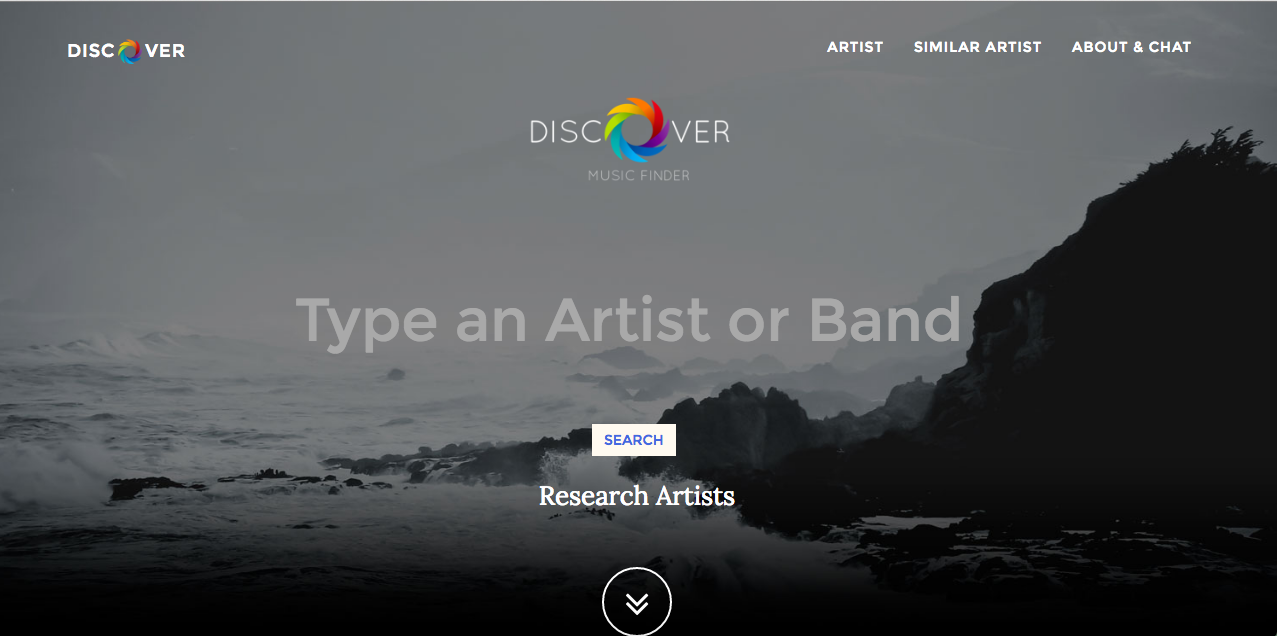 DISCOVER
ARTIST
SIMILAR ARTIST
ABOUT & CHAT
DISCOVER
MUSIC FINDER
Type an Artist or Band
SEARCH
Research Artists